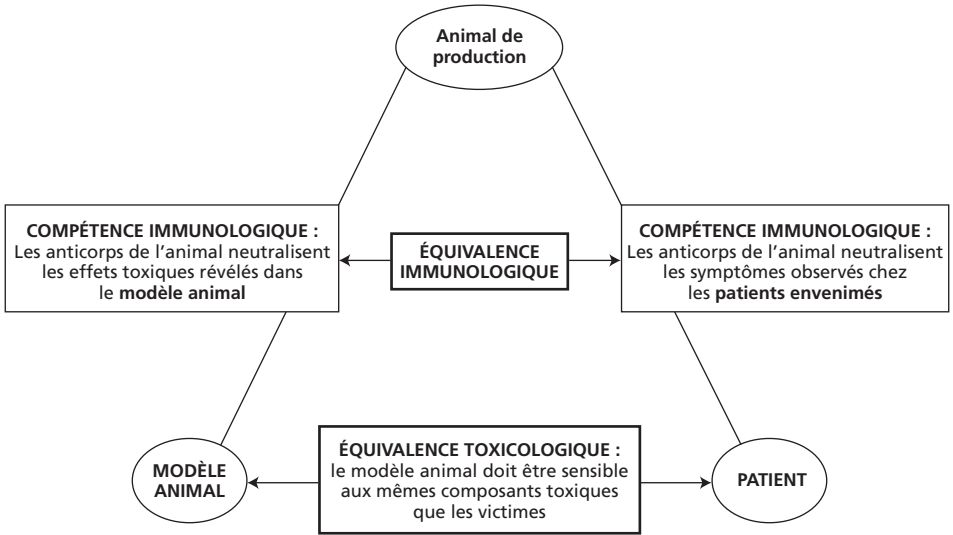 Animal de
production
COMPÉTENCE IMMUNOLOGIQUE :
Les anticorps de l'animal neutralisent
les effets toxiques révélés dans
le modèle animal
ÉQUIVALENCE
IMMUNOLOGIQUE
COMPÉTENCE IMMUNOLOGIQUE :
Les anticorps de l'animal neutralisent
les symptômes observés chez
les patients envenimés
MODÈLE
ANIMAL
ÉQUIVALENCE TOXICOLOGIQUE :
le modèle animal doit être sensible
aux mêmes composants toxiques
que les victimes
PATIENT